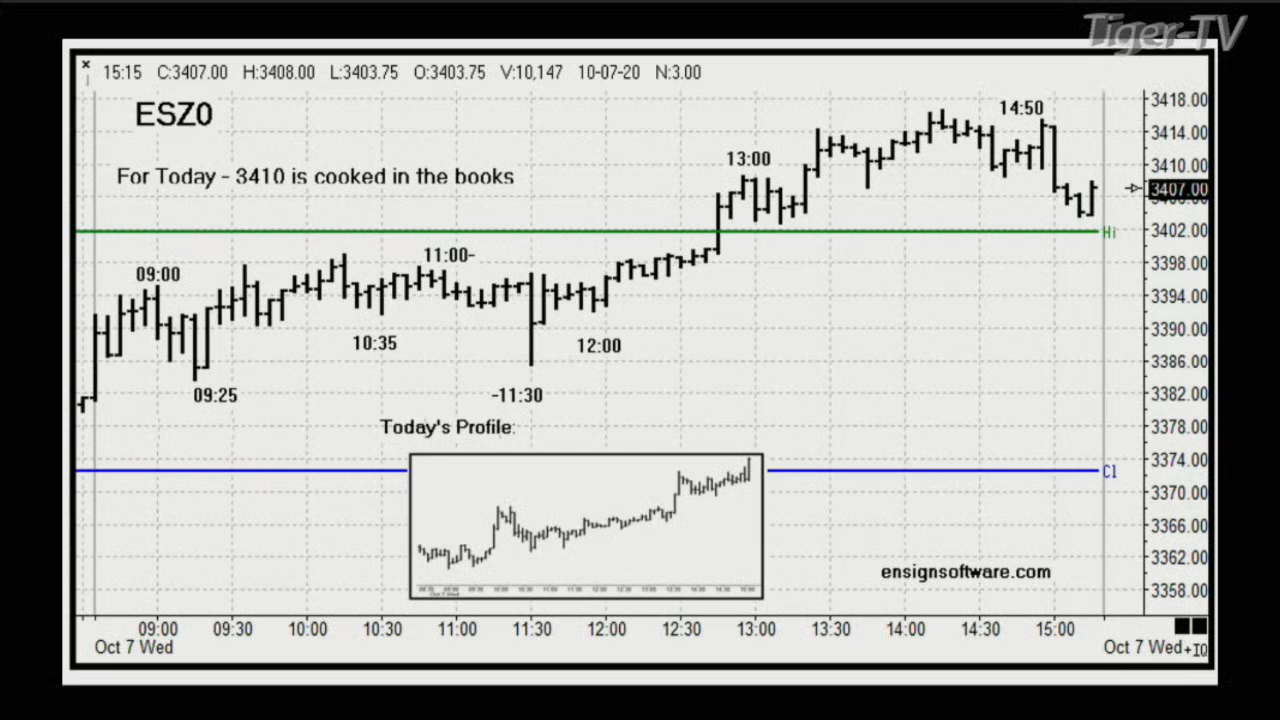 Tiger-TV
15:15 C:3407.00 H:3408.00 L:3403.75 O:3403.75 V:10,147 10-07-20 N:3.00
ESZ0
For Today - 3410 is cooked in the books
14:50
13:00
11:00-
09:00
10:35
12:00
09:25
-11:30
Today's Profile:
ensignsoftware.com
Hi
Cl
3418.00
3414.00
3410.00
3407.00
3402.00
3398.00
3394.00
3390.00
3386.00
3382.00
3378.00
3374.00
3370.00
3366.00
3362.00
3358.00
09:00 09:30 10:00 10:30 11:00 11:30 12:00 12:30 13:00 13:30 14:00 14:30 15:00
Oct 7 Wed
Oct 7 Wed+IQ